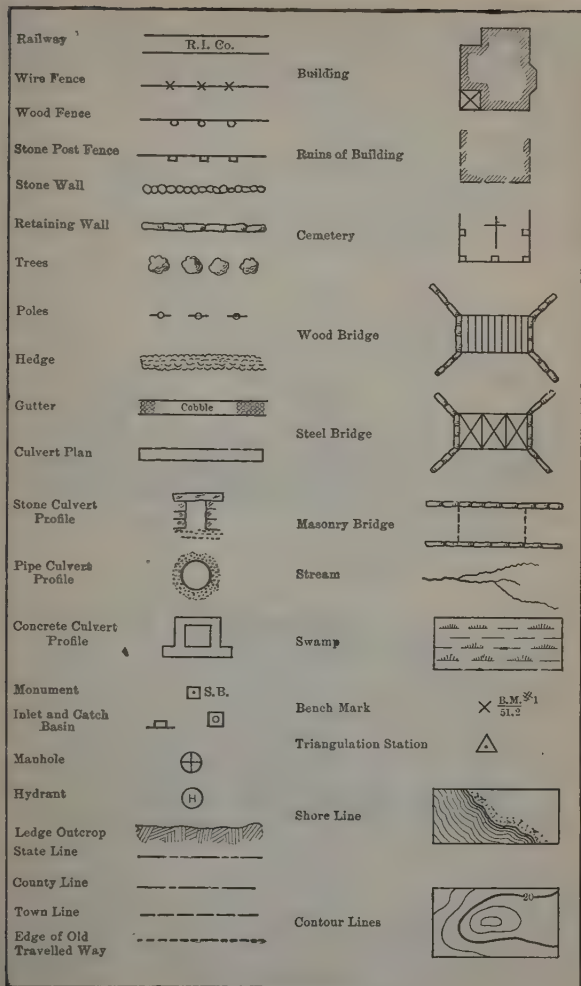 Railway
R.I. Co.
Wire Fence
Wood Fence
Stone Post Fence
Stone Wall
Retaining Wall
Trees
Poles
Hedge
Gutter
Cobble
Culvert Plan
Stone Culvert
Profile
Pipe Culvert
Profile
Concrete Culvert
Profile
Monument
S.B.
Inlet and Catch
Basin
Manhole
Hydrant
H
Ledge Outcrop
State Line
County Line
Town Line
Edge of Old
Travelled Way
Building
Ruins of Building
Cemetery
Wood Bridge
Steel Bridge
Masonry Bridge
Stream
Swamp
Bench Mark
B.M. #1
51.2
Triangulation Station
Shore Line
Contour Lines
20